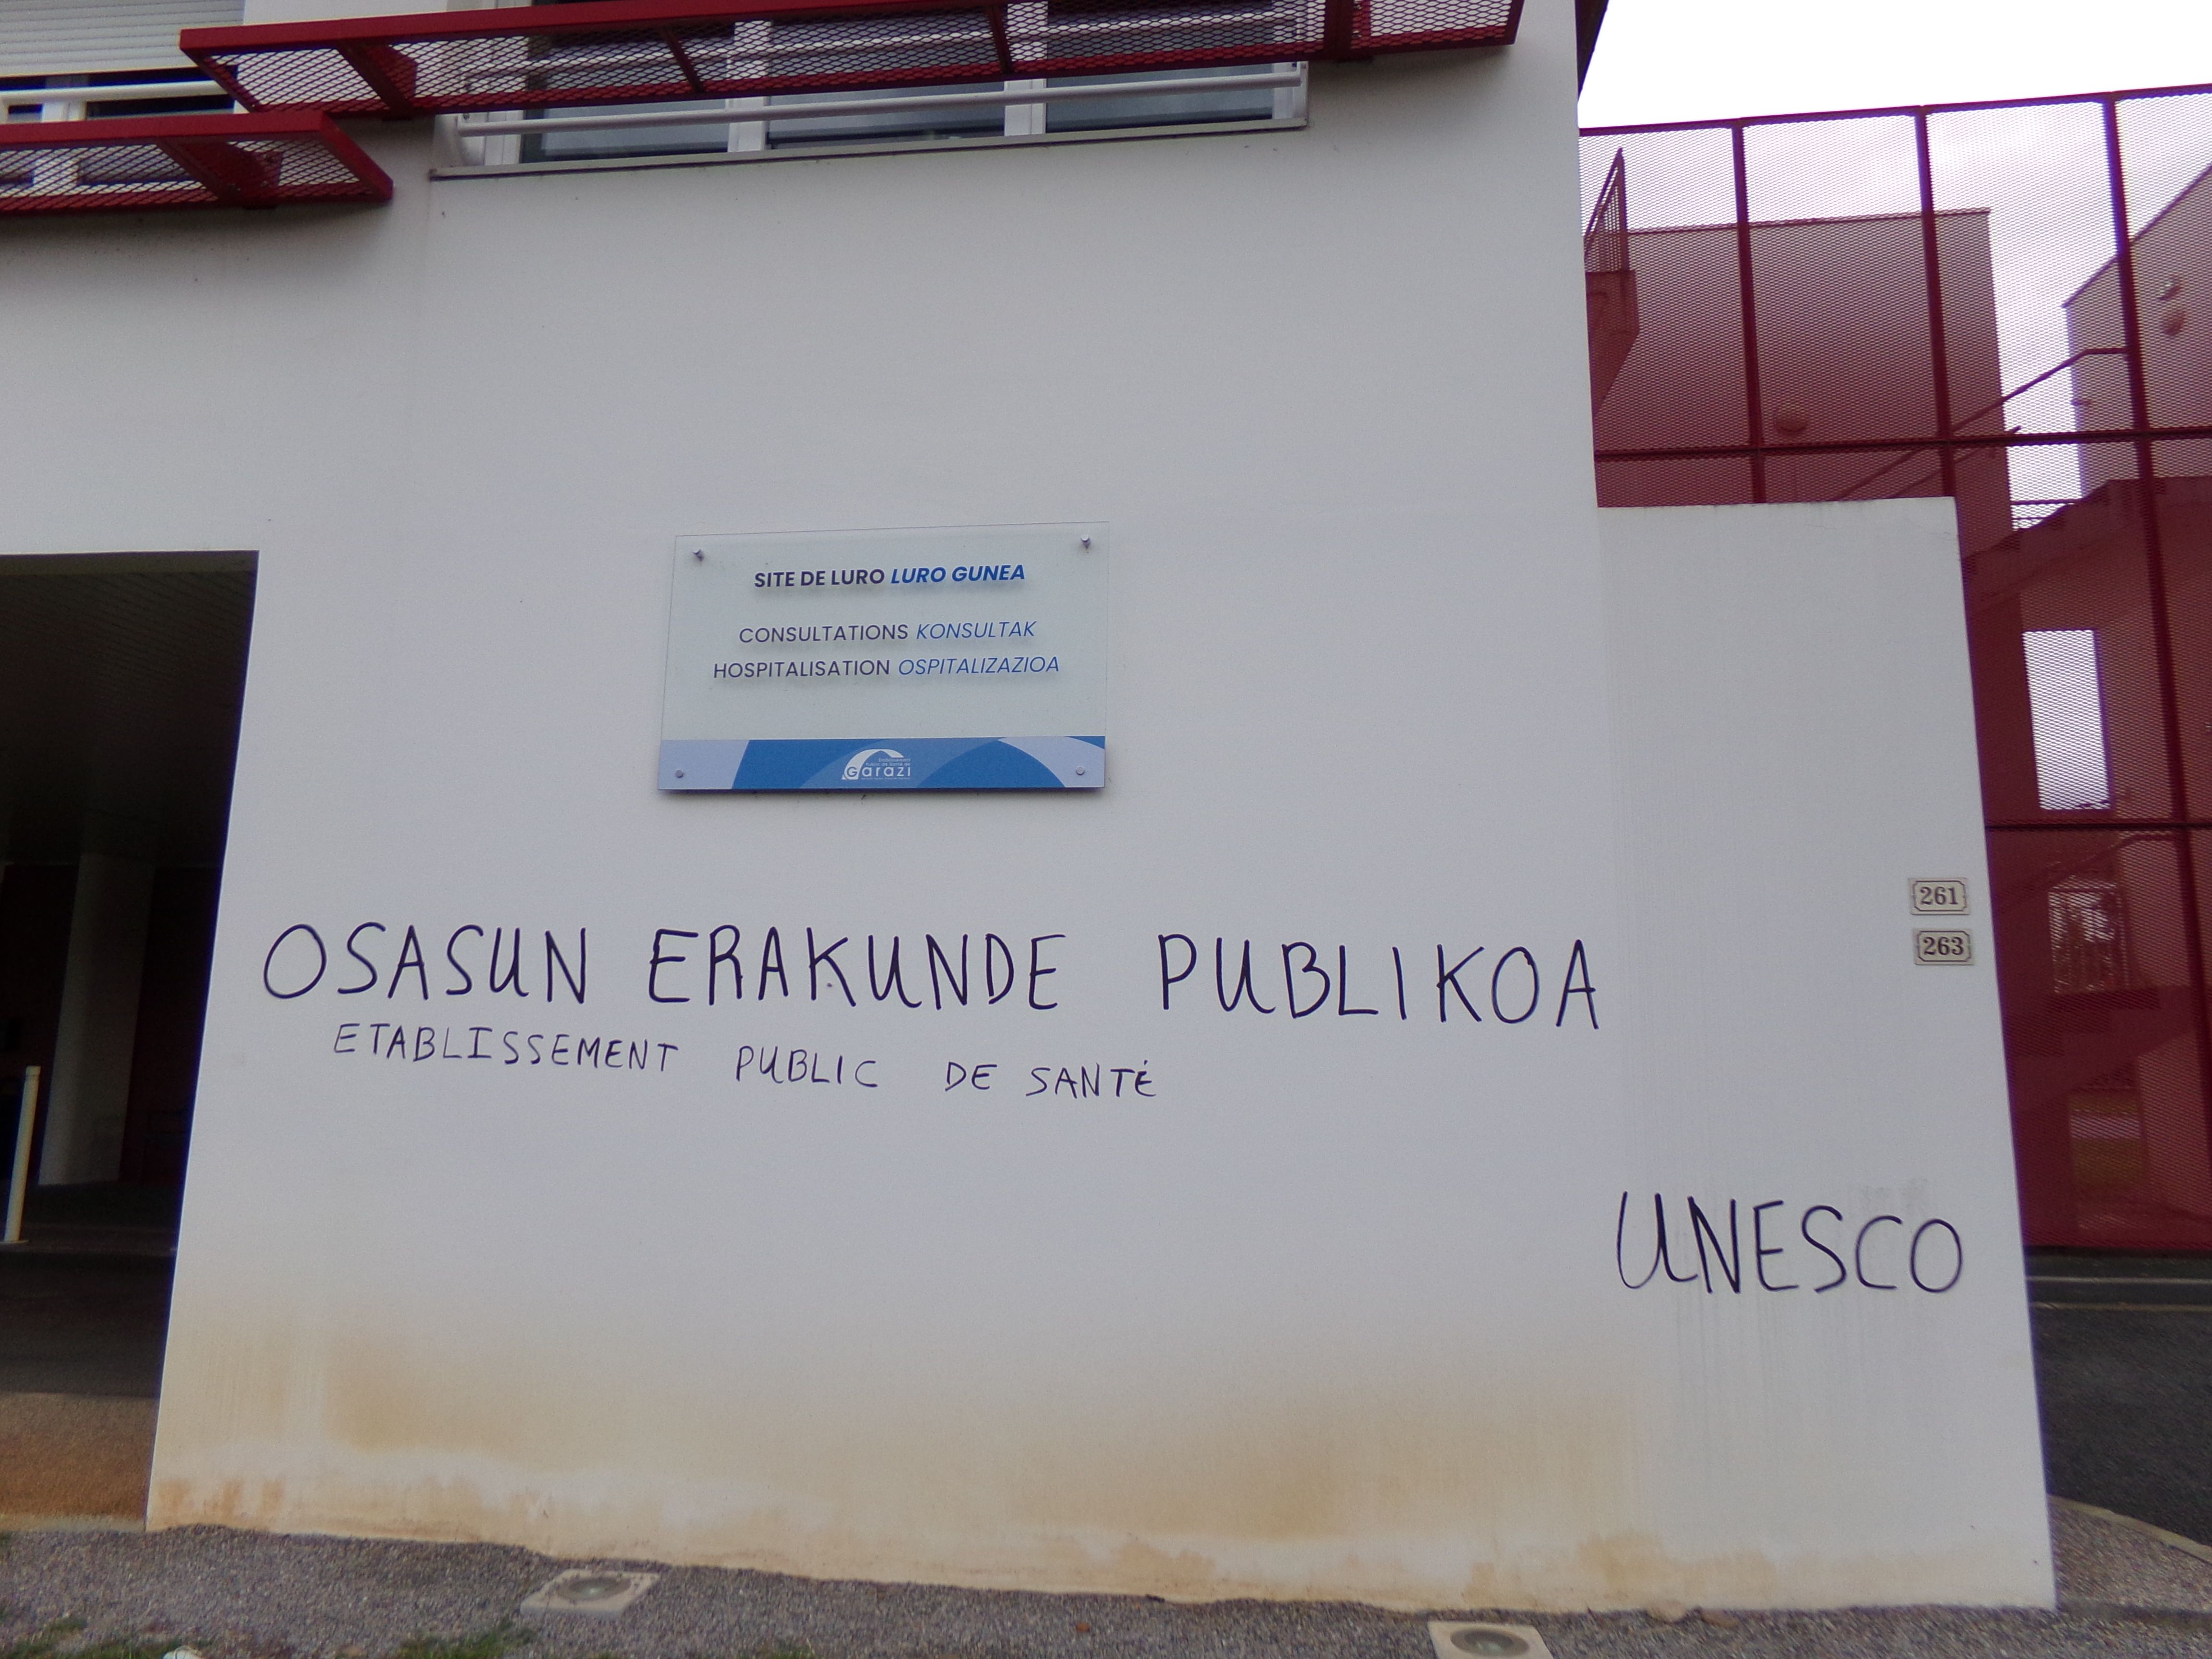 SITE DE LURO LURO GUNEA
CONSULTATIONS KONSULTAK
HOSPITALISATION OSPITALIZAZIOA
Garazi
261
263
OSASUN ERAKUNDE PUBLIKOA
ETABLISSEMENT PUBLIC DE SANTÉ
UNESCO